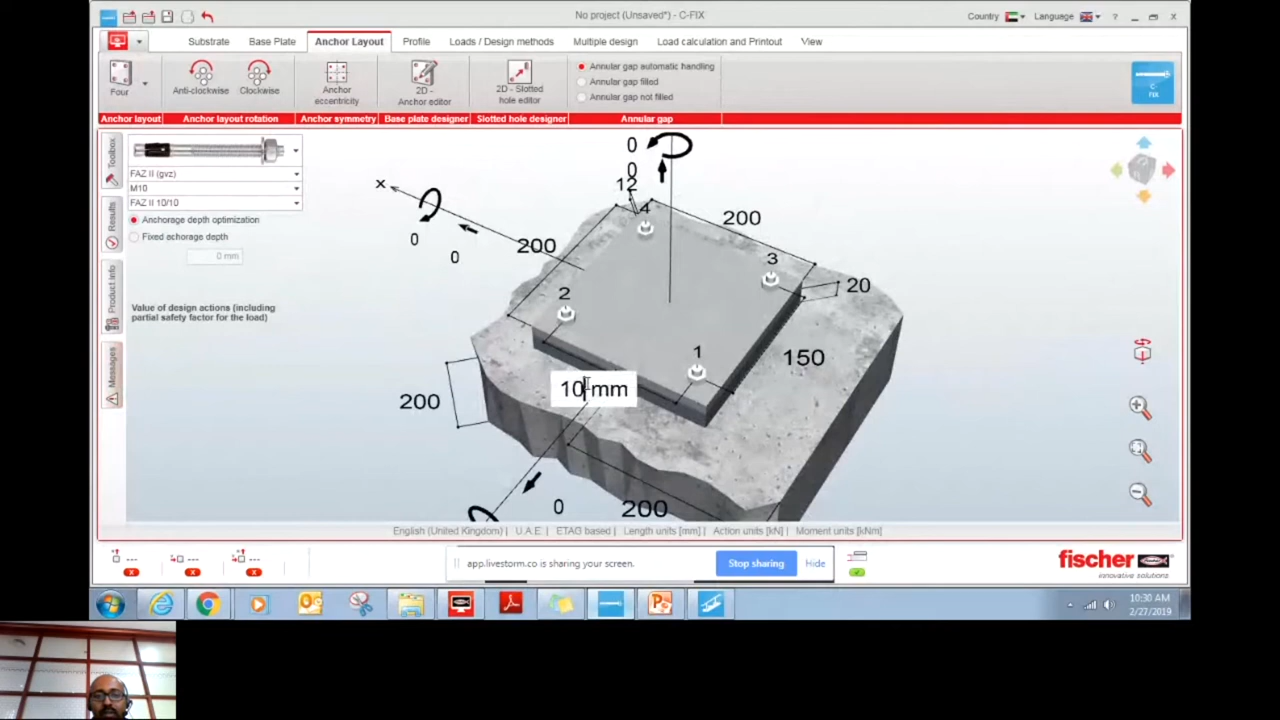 No project (Unsaved*) - C-FIX
Country
Language
?
Substrate
Base Plate
Anchor Layout
Profile
Loads / Design methods
Multiple design
Load calculation and Printout
View
Four
Anti-clockwise
Clockwise
Anchor
eccentricity
2D -
Anchor editor
2D - Slotted
hole editor
Annular gap automatic handling
Annular gap filled
Annular gap not filled
C-
FIX
Anchor layout
Anchor layout rotation
Anchor symmetry
Base plate designer
Slotted hole designer
Annular gap
Toolbox
Results
Product Info
Messages
FAZ II (gvz)
M10
FAZ II 10/10
Anchorage depth optimization
Fixed achorage depth
0 mm
Value of design actions (including
partial safety factor for the load)
0
0
12
x
4
200
200
0
0
3
20
2
1
150
10 mm
200
0
200
English (United Kingdom) | U.A.E. | ETAG based | Length units [mm] | Action units [kN] | Moment units [kNm]
---
---
---
app.livestorm.co is sharing your screen.
Stop sharing
Hide
fischer
innovative solutions
10:30 AM
2/27/2019